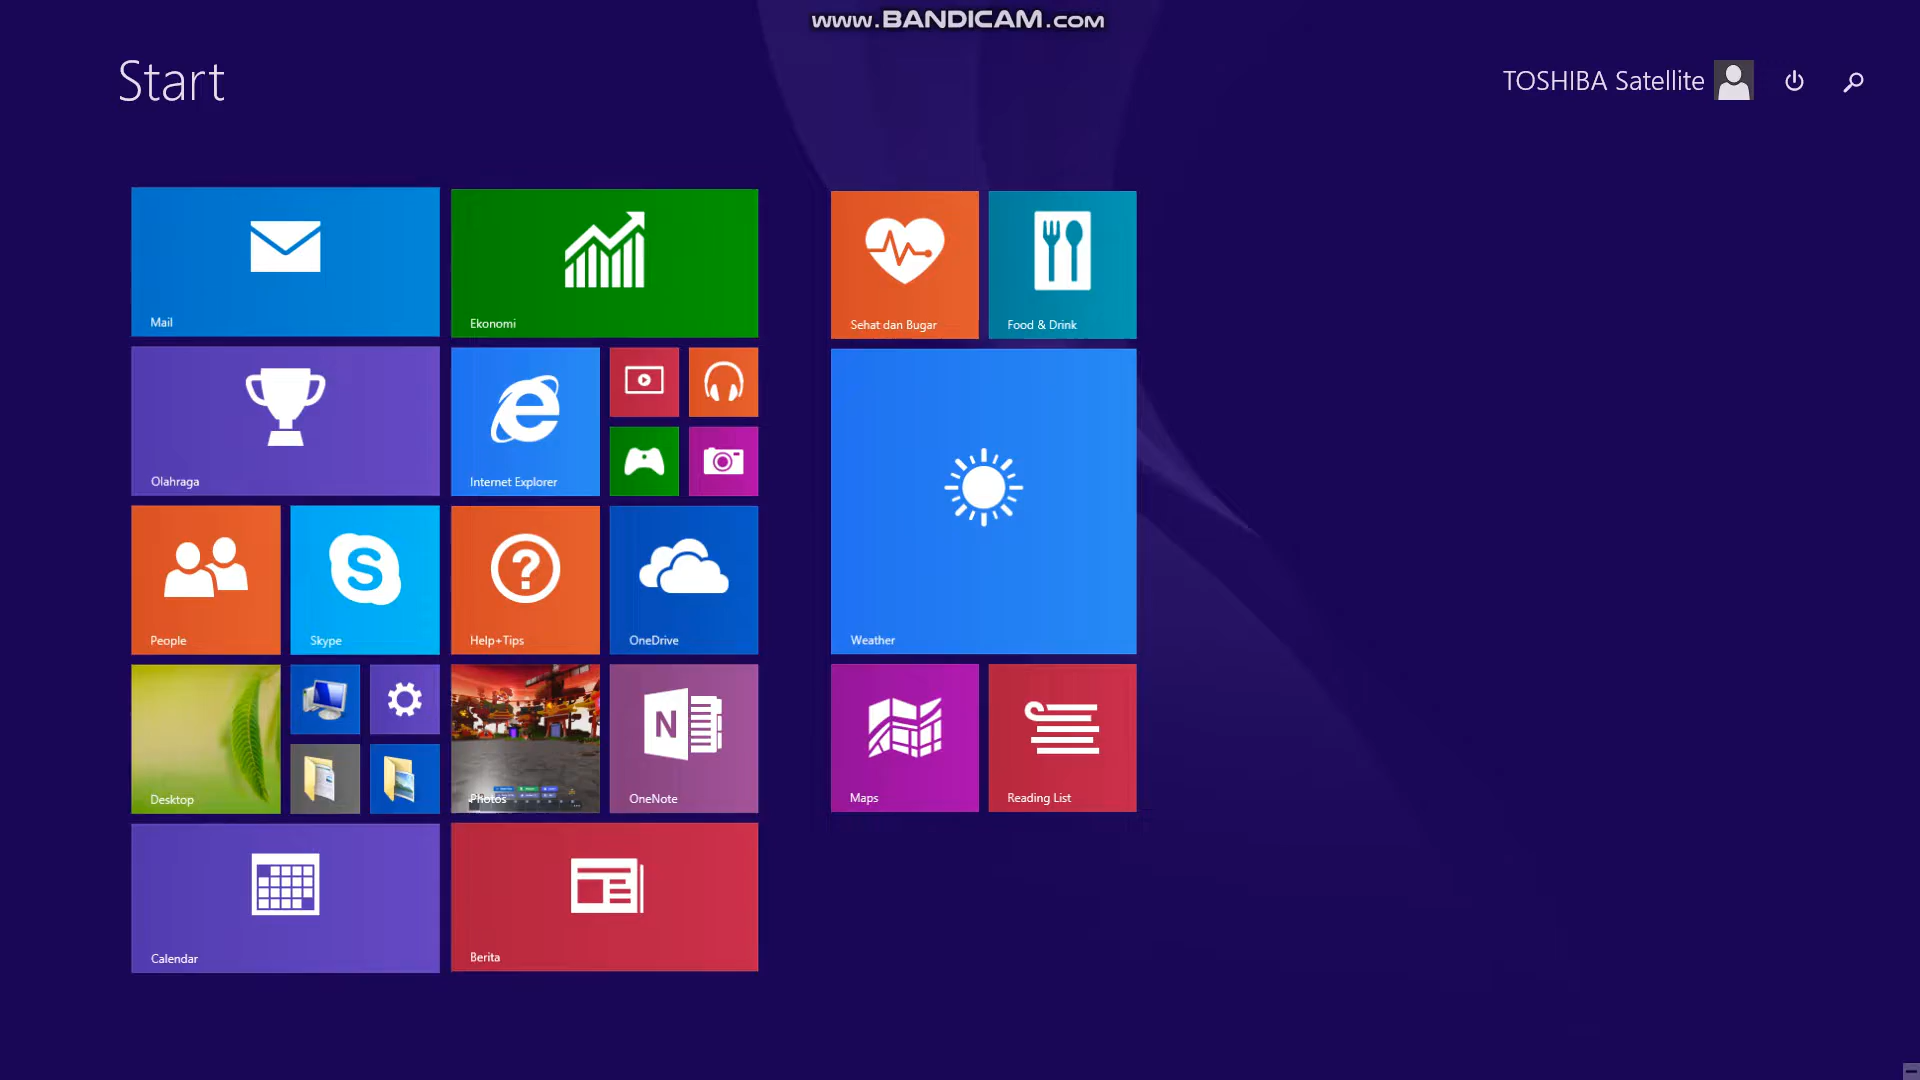 www.BANDICAM.com
Start
TOSHIBA Satellite
Mail
Ekonomi
Sehat dan Bugar
Food & Drink
Olahraga
Internet Explorer
People
Skype
Help+Tips
OneDrive
Weather
Desktop
Photos
OneNote
Maps
Reading List
Calendar
Berita